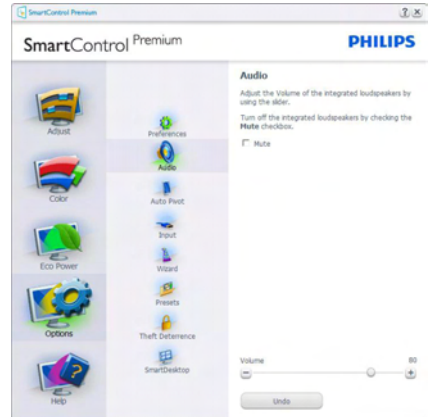 SmartControl Premium
SmartControl Premium
PHILIPS
Adjust
Color
Eco Power
Options
Help
Preferences
Audio
Auto Pivot
Input
Wizard
Presets
Theft Deterrence
SmartDesktop
Audio
Adjust the Volume of the integrated loudspeakers by
using the slider.
Turn off the integrated loudspeakers by checking the
Mute checkbox.
Mute
Volume 80
Undo